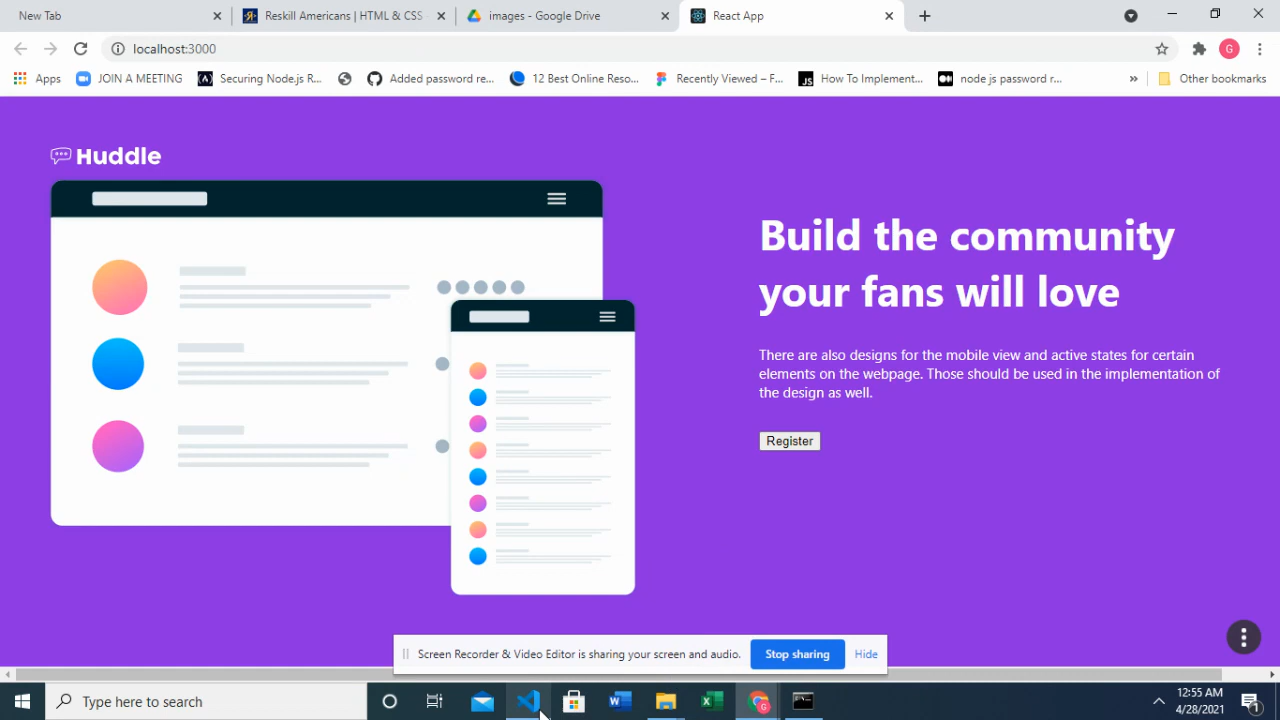 New Tab
Reskill Americans | HTML & CSS
images - Google Drive
React App
localhost:3000
G
Apps
JOIN A MEETING
Securing Node.js R...
Added password re...
12 Best Online Reso...
Recently Viewed – F...
JS
How To Implement...
node js password r...
»
Other bookmarks
Huddle
Build the community
your fans will love
There are also designs for the mobile view and active states for certain
elements on the webpage. Those should be used in the implementation of
the design as well.
Register
Screen Recorder & Video Editor is sharing your screen and audio.
Stop sharing
Hide
Type here to search
12:55 AM
4/28/2021
1